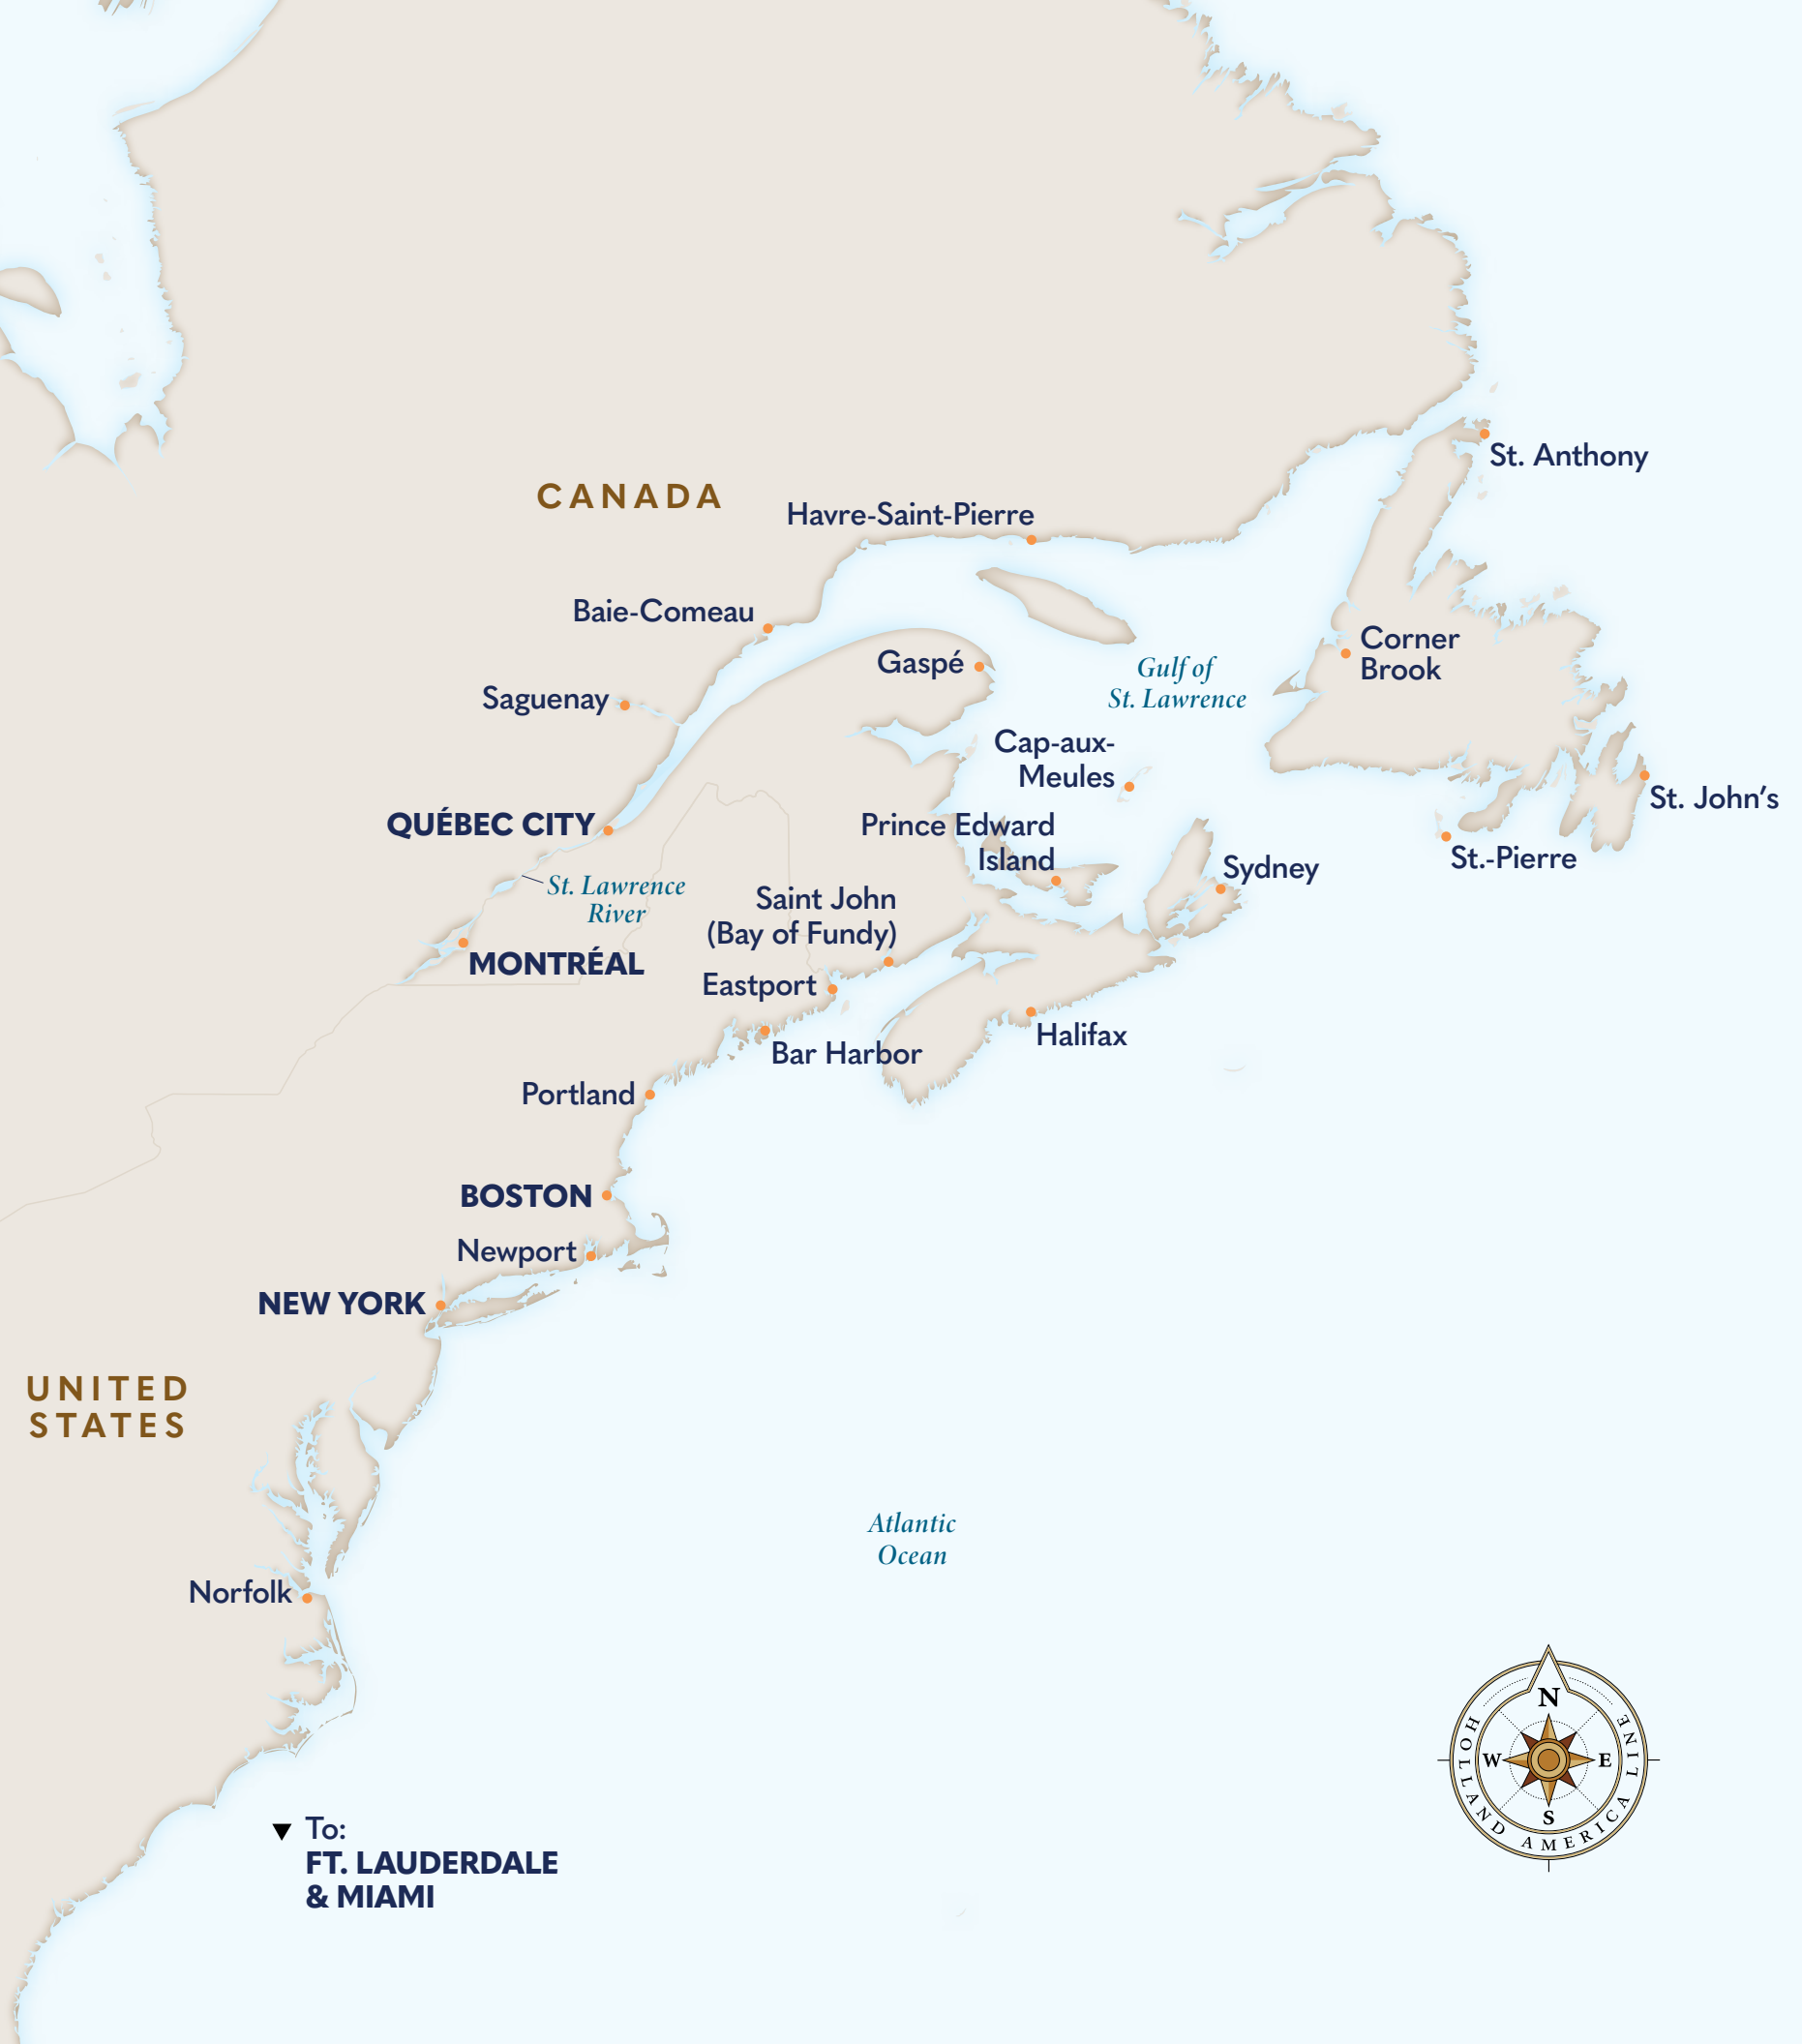 St. Anthony
CANADA
Havre-Saint-Pierre
Baie-Comeau
Corner
Brook
Gaspé
Gulf of
St. Lawrence
Saguenay
Cap-aux-
Meules
St. John's
QUÉBEC CITY
Prince Edward
Island
St.-Pierre
Sydney
St. Lawrence
River
Saint John
(Bay of Fundy)
MONTRÉAL
Eastport
Halifax
Bar Harbor
Portland
BOSTON
Newport
NEW YORK
UNITED
STATES
Atlantic
Ocean
Norfolk
N
W
E
S
HOLLAND AMERICA LINE
To:
FT. LAUDERDALE
& MIAMI